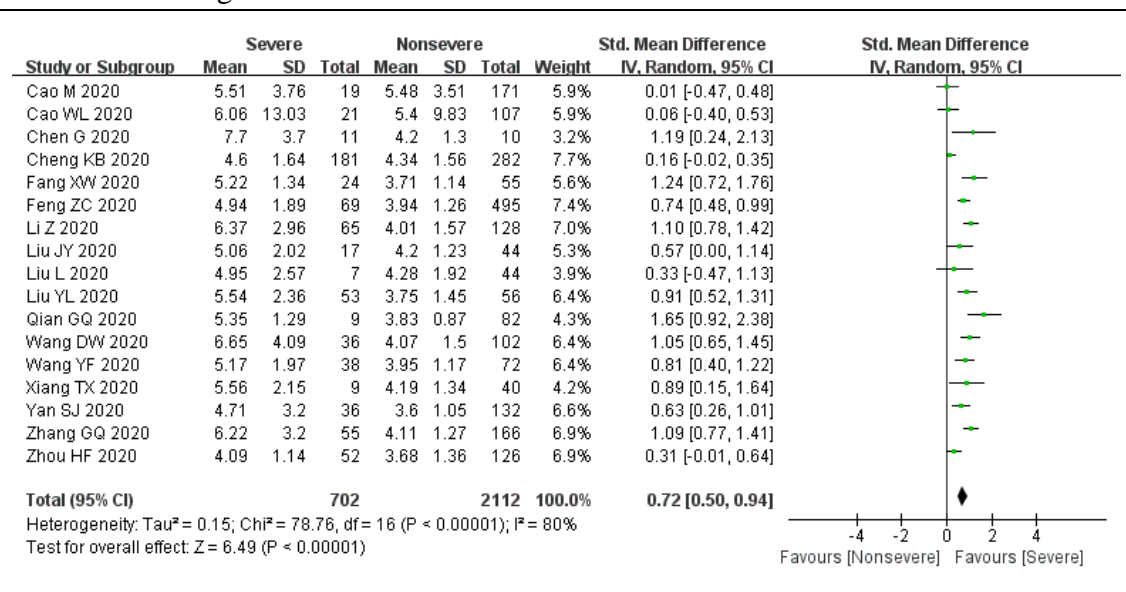 Severe Nonsevere Std. Mean Difference Std. Mean Difference
Study or Subgroup Mean SD Total Mean SD Total Weight IV, Random, 95% CI IV, Random, 95% CI
Cao M 2020 5.51 3.76 19 5.48 3.51 171 5.9% 0.01 [-0.47, 0.48]
Cao WL 2020 6.06 13.03 21 5.4 9.83 107 5.9% 0.06 [-0.40, 0.53]
Chen G 2020 7.7 3.7 11 4.2 1.3 10 3.2% 1.19 [0.24, 2.13]
Cheng KB 2020 4.6 1.64 181 4.34 1.56 282 7.7% 0.16 [-0.02, 0.35]
Fang XW 2020 5.22 1.34 24 3.71 1.14 55 5.6% 1.24 [0.72, 1.76]
Feng ZC 2020 4.94 1.89 69 3.94 1.26 495 7.4% 0.74 [0.48, 0.99]
Li Z 2020 6.37 2.96 65 4.01 1.57 128 7.0% 1.10 [0.78, 1.42]
Liu JY 2020 5.06 2.02 17 4.2 1.23 44 5.3% 0.57 [0.00, 1.14]
Liu L 2020 4.95 2.57 7 4.28 1.92 44 3.9% 0.33 [-0.47, 1.13]
Liu YL 2020 5.54 2.36 53 3.75 1.45 56 6.4% 0.91 [0.52, 1.31]
Qian GQ 2020 5.35 1.29 9 3.83 0.87 82 4.3% 1.65 [0.92, 2.38]
Wang DW 2020 6.65 4.09 36 4.07 1.5 102 6.4% 1.05 [0.65, 1.45]
Wang YF 2020 5.17 1.97 38 3.95 1.17 72 6.4% 0.81 [0.40, 1.22]
Xiang TX 2020 5.56 2.15 9 4.19 1.34 40 4.2% 0.89 [0.15, 1.64]
Yan SJ 2020 4.71 3.2 36 3.6 1.05 132 6.6% 0.63 [0.26, 1.01]
Zhang GQ 2020 6.22 3.2 55 4.11 1.27 166 6.9% 1.09 [0.77, 1.41]
Zhou HF 2020 4.09 1.14 52 3.68 1.36 126 6.9% 0.31 [-0.01, 0.64]
Total (95% CI) 702 2112 100.0% 0.72 [0.50, 0.94]
Heterogeneity: Tau² = 0.15; Chi² = 78.76, df = 16 (P < 0.00001); I² = 80%
Test for overall effect: Z = 6.49 (P < 0.00001)
-4 -2 0 2 4
Favours [Nonsevere] Favours [Severe]